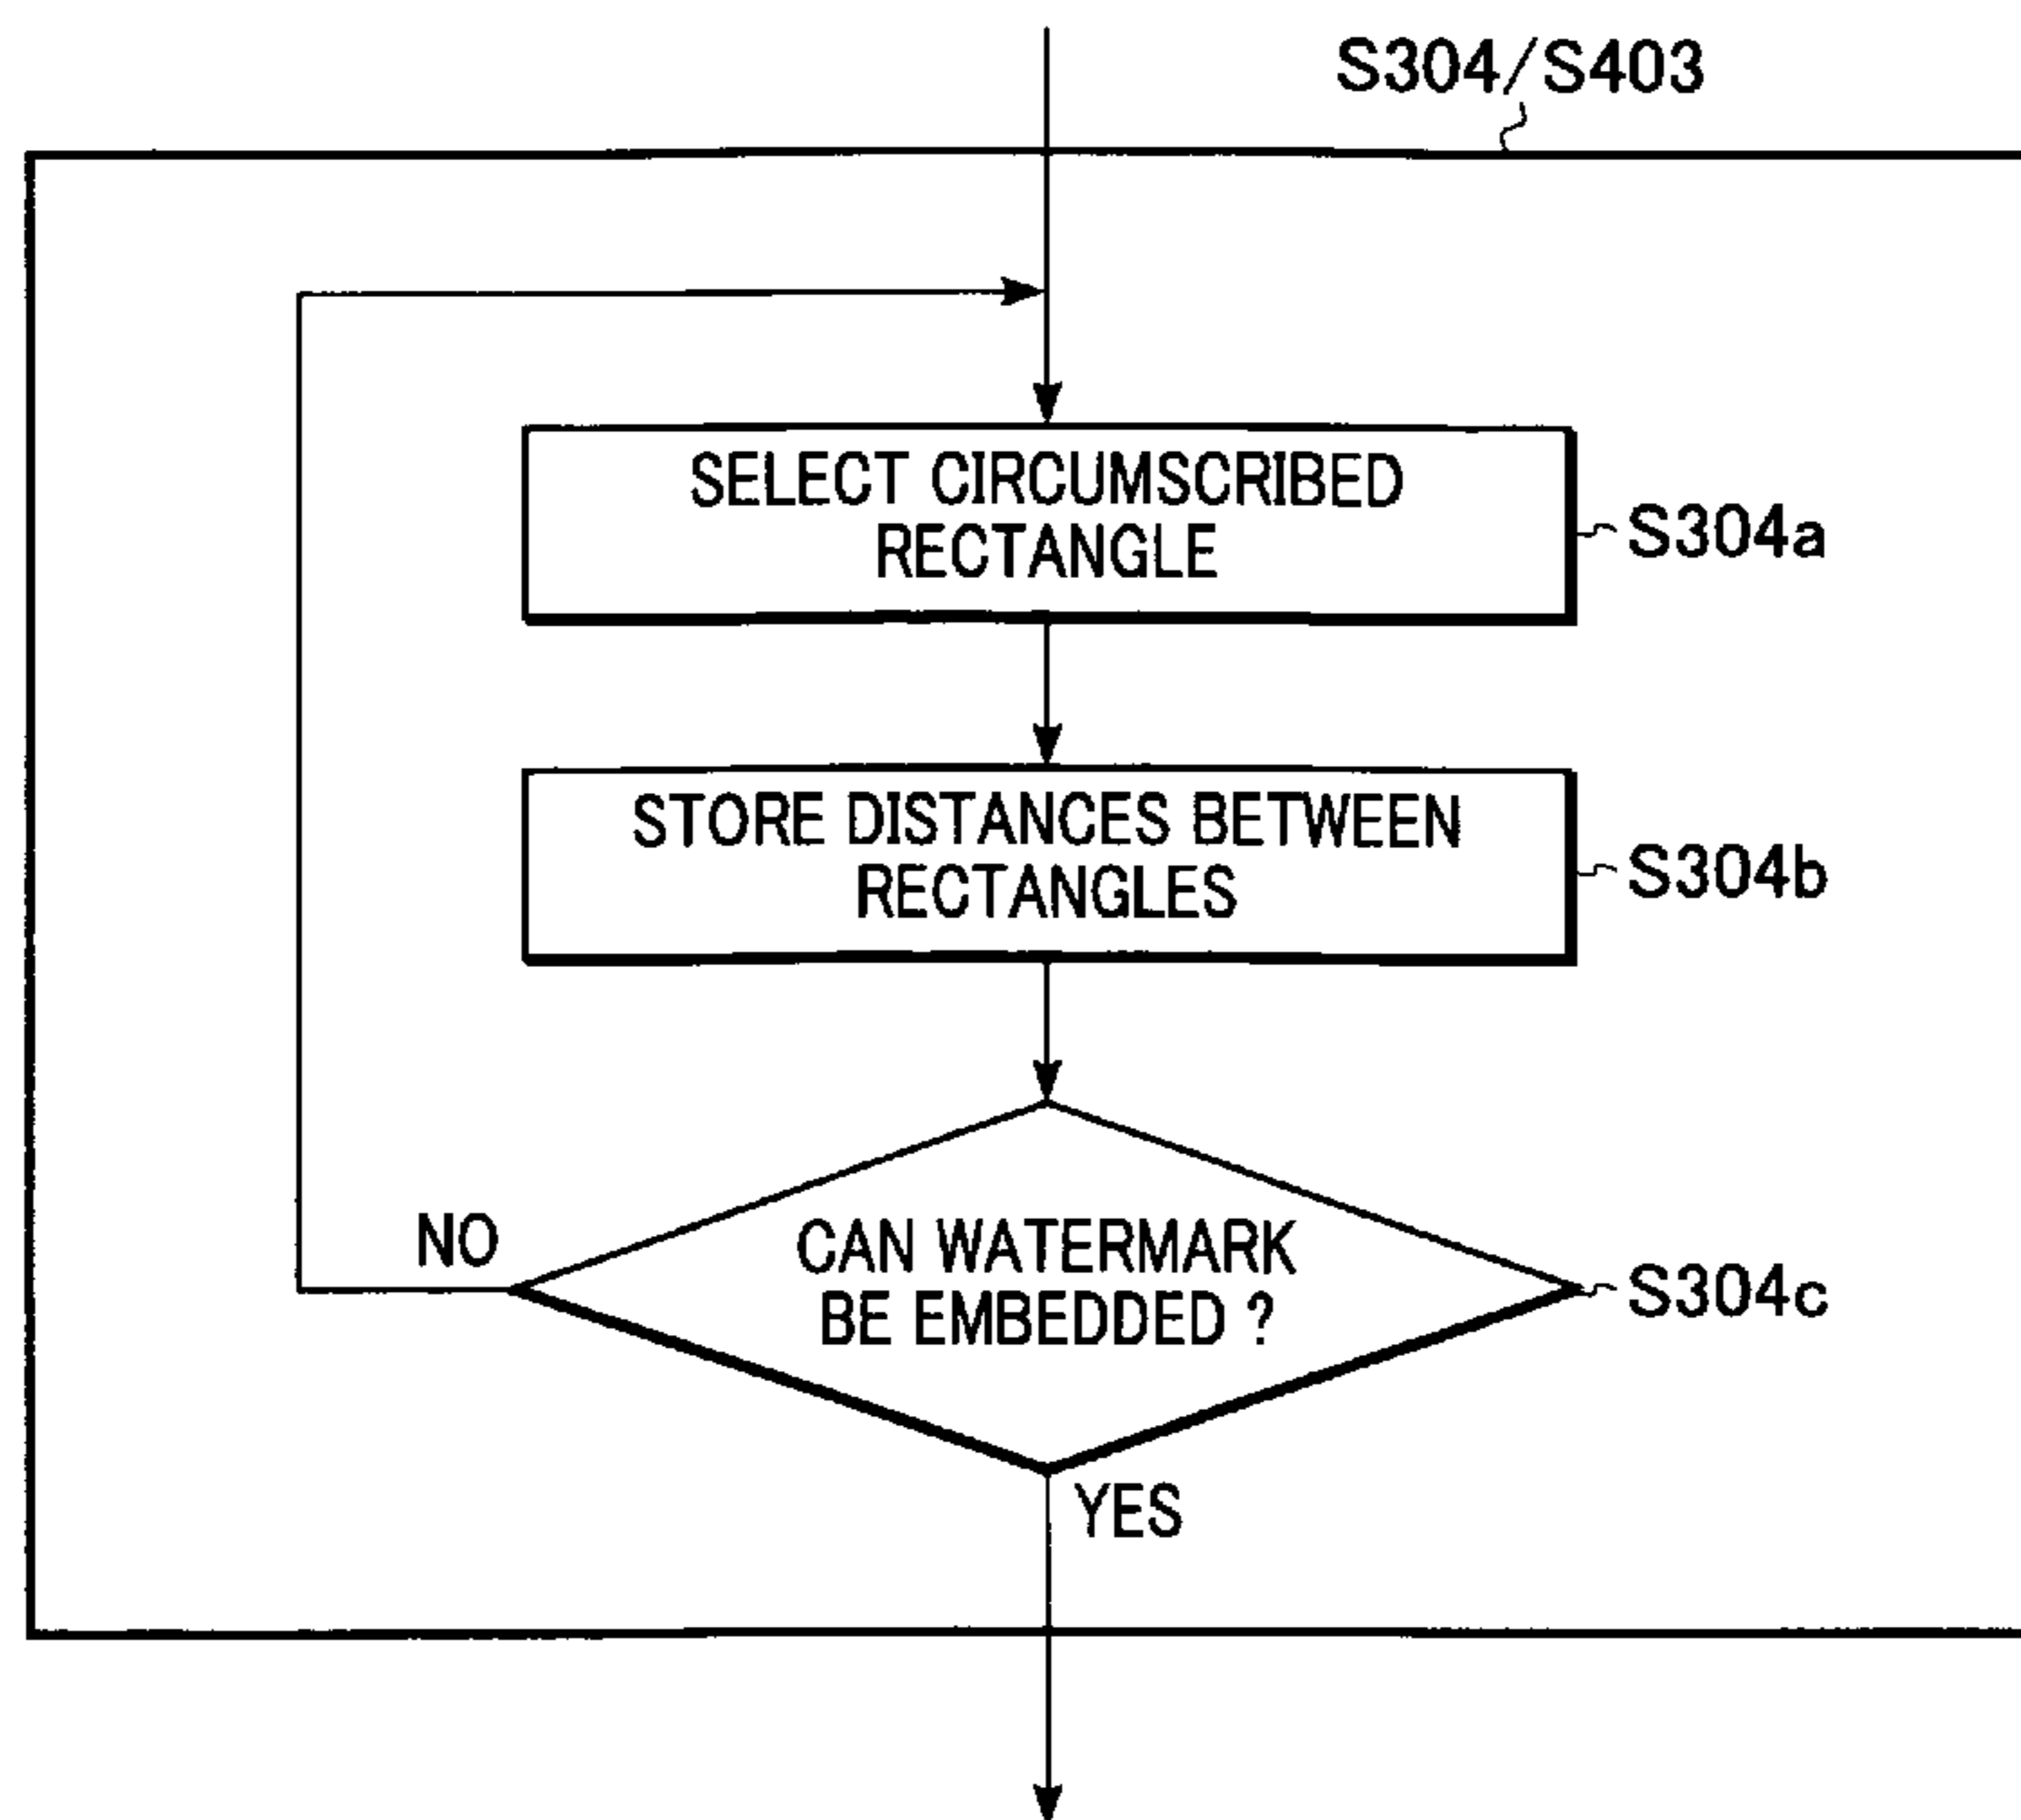 S304/S403
SELECT CIRCUMSCRIBED
RECTANGLE
S304a
STORE DISTANCES BETWEEN
RECTANGLES
S304b
NO
CAN WATERMARK
BE EMBEDDED ?
S304c
YES